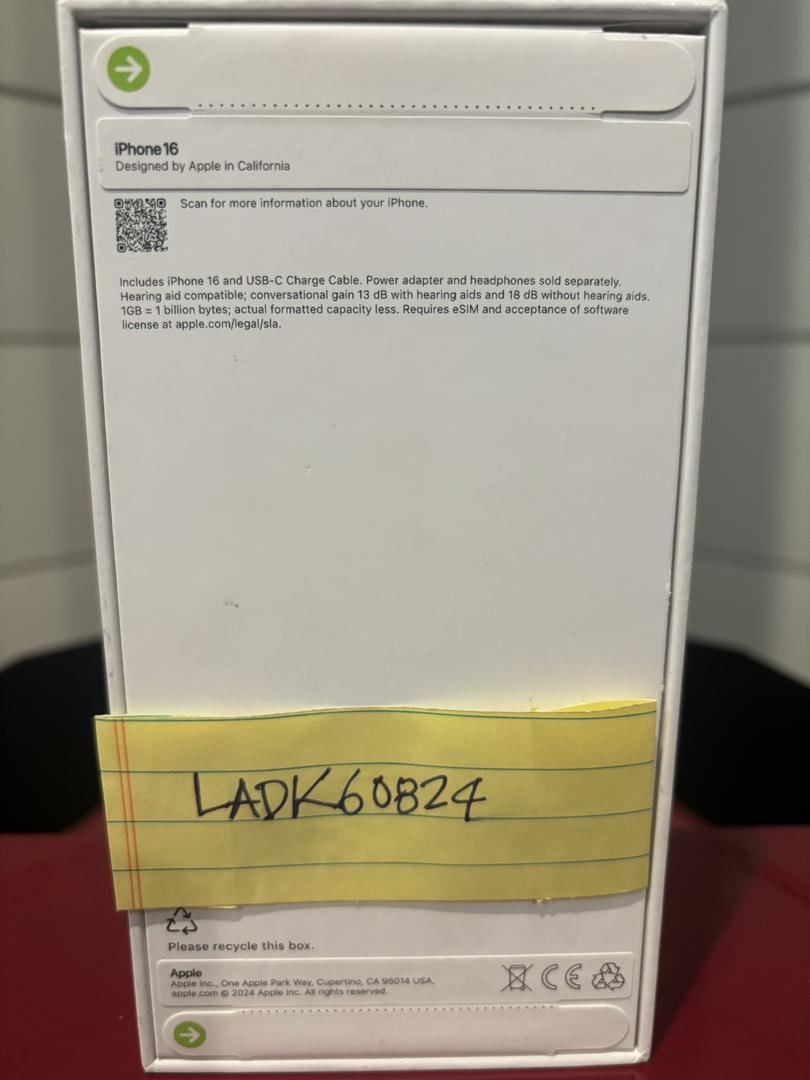 iPhone 16
Designed by Apple in California
Scan for more information about your iPhone.
Includes iPhone 16 and USB-C Charge Cable. Power adapter and headphones sold separately.
Hearing aid compatible; conversational gain 13 dB with hearing aids and 18 dB without hearing aids.
1GB = 1 billion bytes; actual formatted capacity less. Requires eSIM and acceptance of software
license at apple.com/legal/sla.
LADK60824
Please recycle this box.
Apple
Apple Inc., One Apple Park Way, Cupertino, CA 95014 USA.
apple.com © 2024 Apple Inc. All rights reserved.
CE